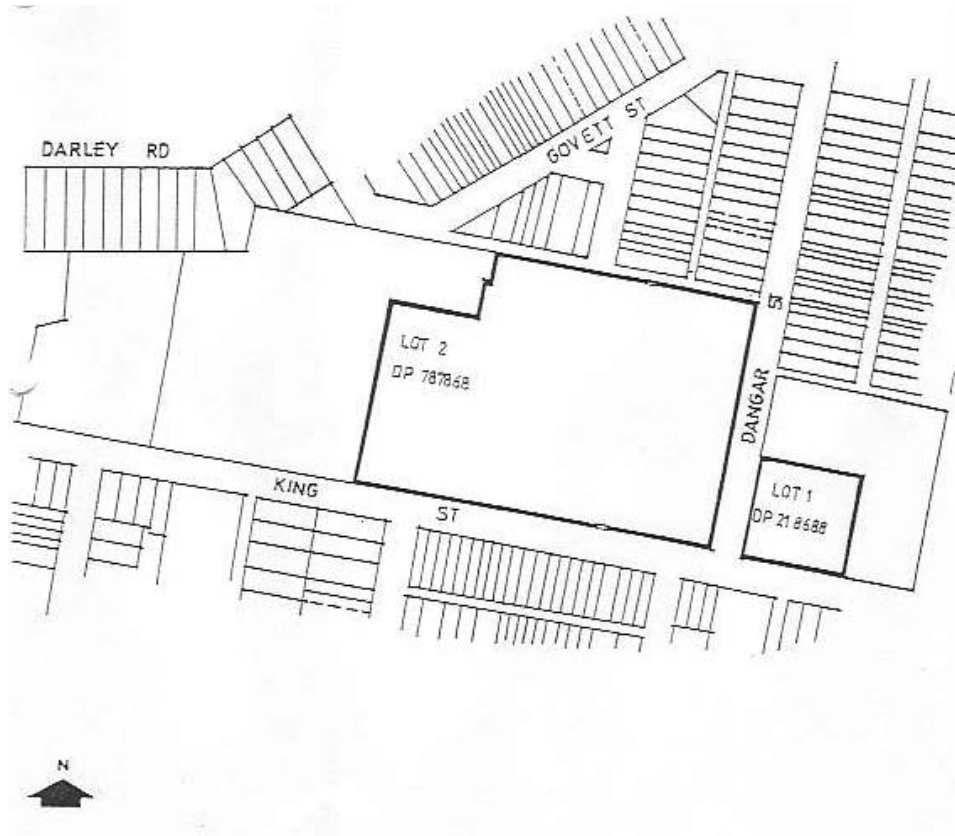 DARLEY RD
GOVETT ST
LOT 2
DP 787868
ST
DANGAR
LOT 1
DP 218688
KING
ST
N